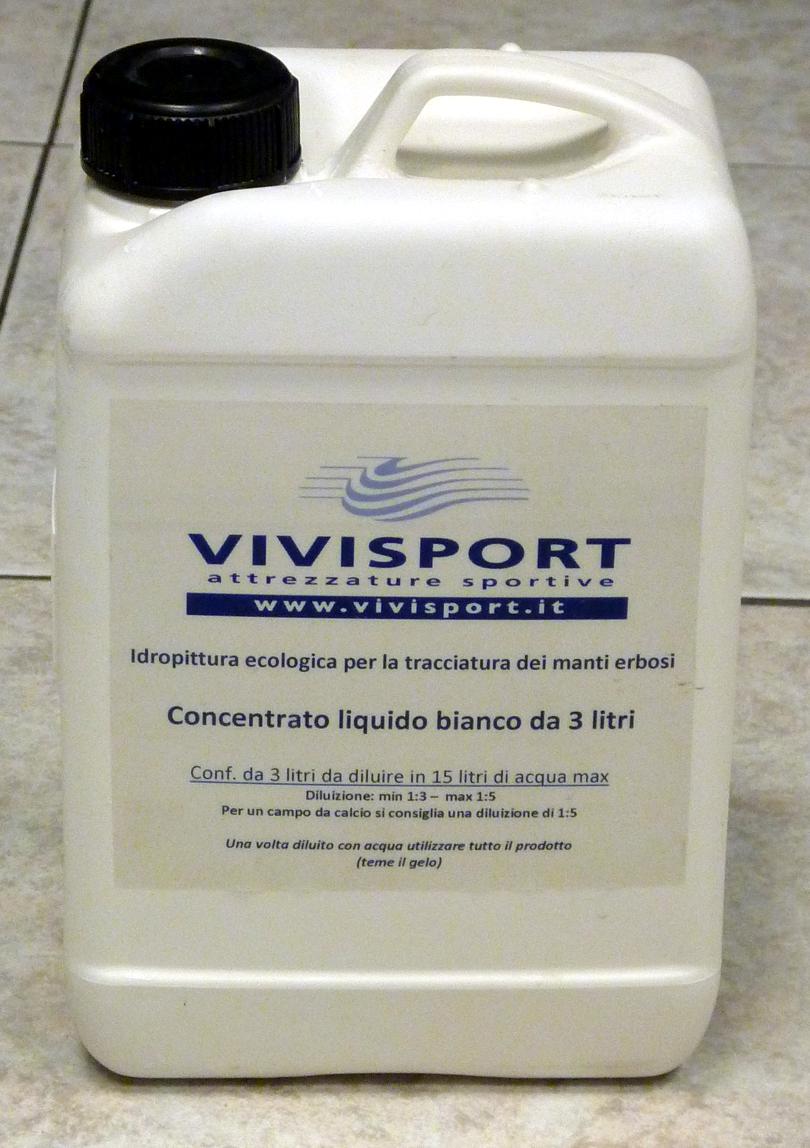 VIVISPORT
attrezzature sportive
www.vivisport.it
Idropittura ecologica per la tracciatura dei manti erbosi
Concentrato liquido bianco da 3 litri
Conf. da 3 litri da diluire in 15 litri di acqua max
Diluizione: min 1:3 – max 1:5
Per un campo da calcio si consiglia una diluizione di 1:5
Una volta diluito con acqua utilizzare tutto il prodotto
(teme il gelo)